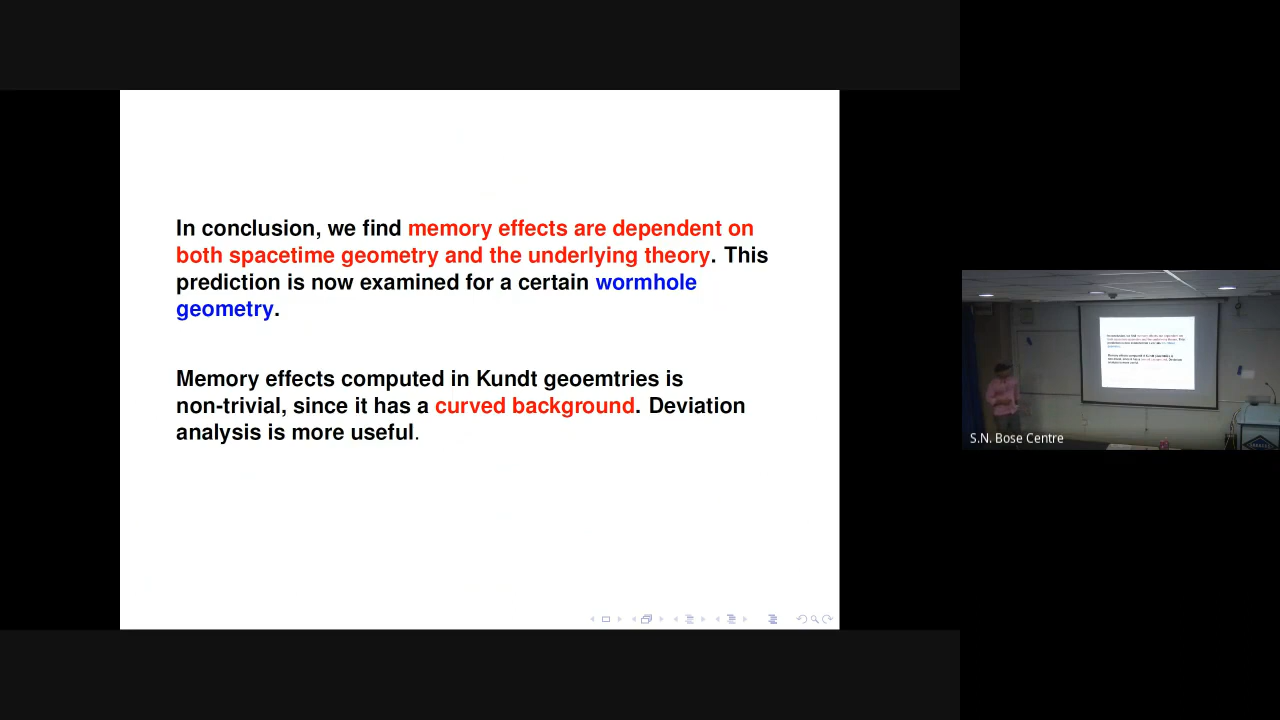 In conclusion, we find memory effects are dependent on
both spacetime geometry and the underlying theory. This
prediction is now examined for a certain wormhole
geometry.
Memory effects computed in Kundt geoemtries is
non-trivial, since it has a curved background. Deviation
analysis is more useful.
S.N. Bose Centre